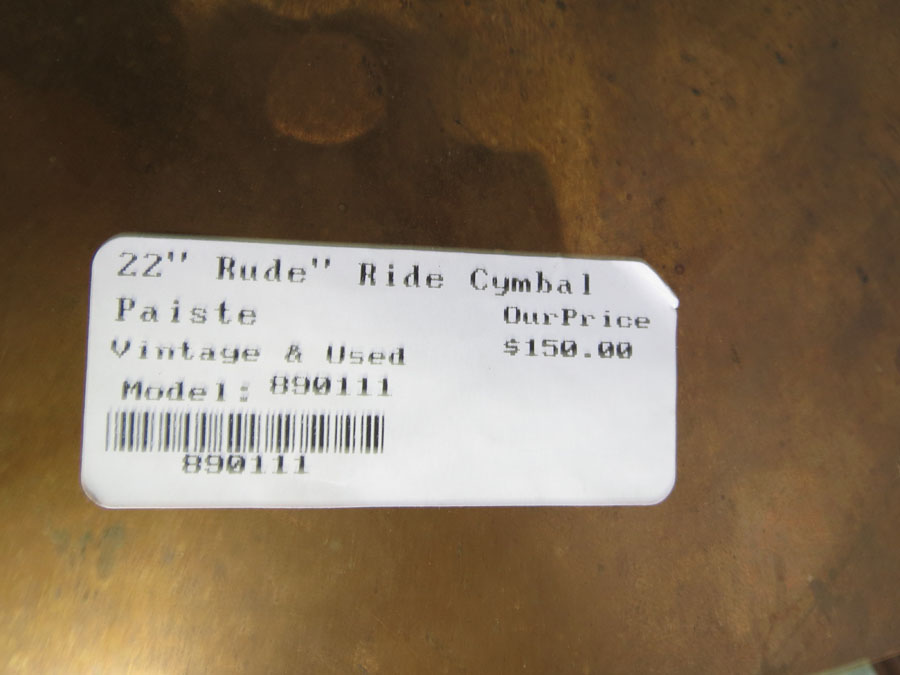 22" Rude" Ride Cymbal
Paiste
OurPrice
Vintage & Used
$150.00
Model: 890111
890111